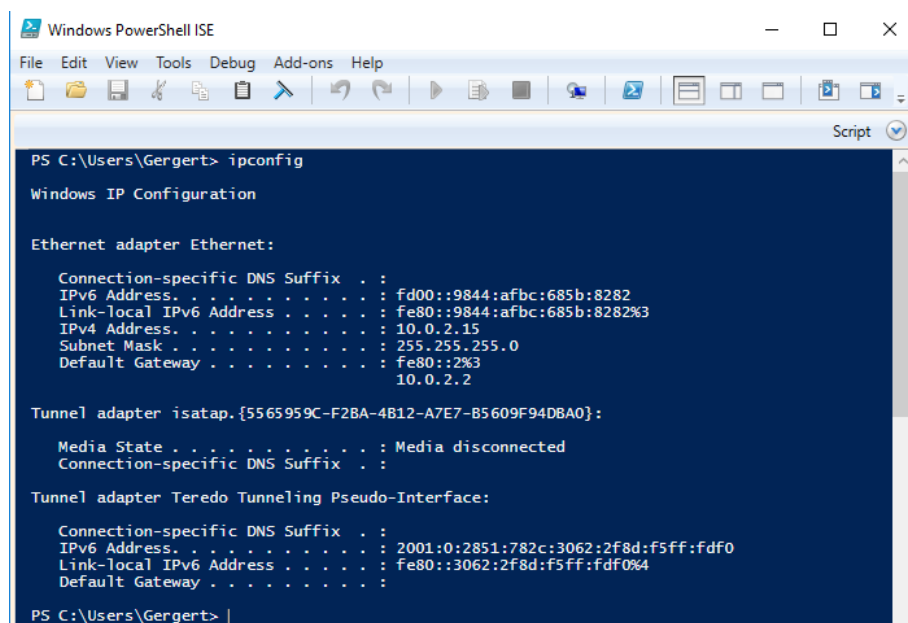 Windows PowerShell ISE
File Edit View Tools Debug Add-ons Help
Script
PS C:\Users\Gergert> ipconfig
Windows IP Configuration
Ethernet adapter Ethernet:
Connection-specific DNS Suffix . :
IPv6 Address. . . . . . . . . . . : fd00::9844:afbc:685b:8282
Link-local IPv6 Address . . . . . : fe80::9844:afbc:685b:8282%3
IPv4 Address. . . . . . . . . . . : 10.0.2.15
Subnet Mask . . . . . . . . . . . : 255.255.255.0
Default Gateway . . . . . . . . . : fe80::2%3
10.0.2.2
Tunnel adapter isatap.{5565959C-F2BA-4B12-A7E7-B5609F94DBA0}:
Media State . . . . . . . . . . . : Media disconnected
Connection-specific DNS Suffix . :
Tunnel adapter Teredo Tunneling Pseudo-Interface:
Connection-specific DNS Suffix . :
IPv6 Address. . . . . . . . . . . : 2001:0:2851:782c:3062:2f8d:f5ff:fdf0
Link-local IPv6 Address . . . . . : fe80::3062:2f8d:f5ff:fdf0%4
Default Gateway . . . . . . . . . :
PS C:\Users\Gergert>